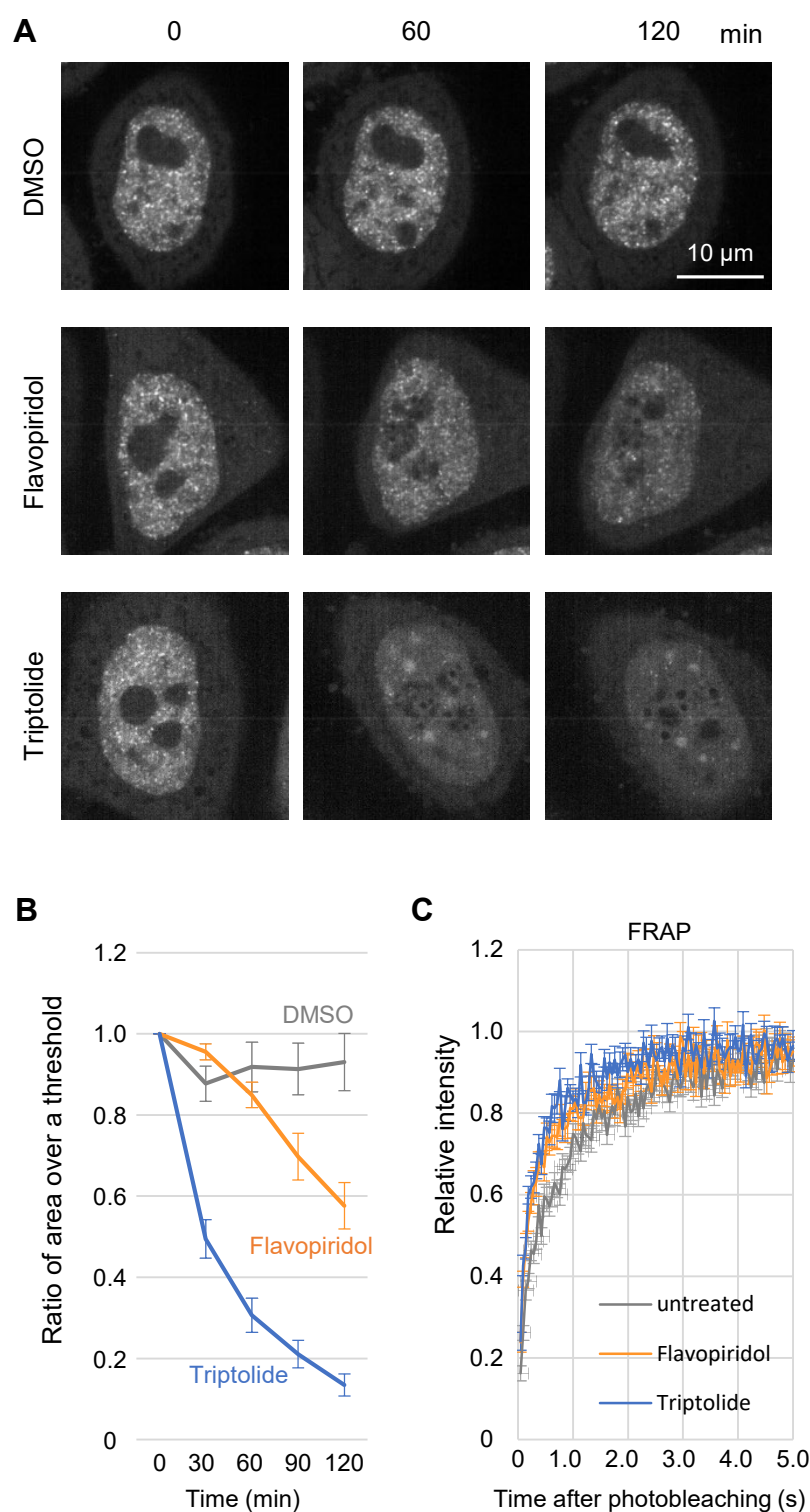 A
0 60 120 min
DMSO
10 µm
Flavopiridol
Triptolide
B
Ratio of area over a threshold
1.2
1.0
0.8
0.6
0.4
0.2
0
DMSO
Flavopiridol
Triptolide
0 30 60 90 120
Time (min)
C
FRAP
Relative intensity
1.2
1.0
0.8
0.6
0.4
0.2
0
untreated
Flavopiridol
Triptolide
0 1.0 2.0 3.0 4.0 5.0
Time after photobleaching (s)